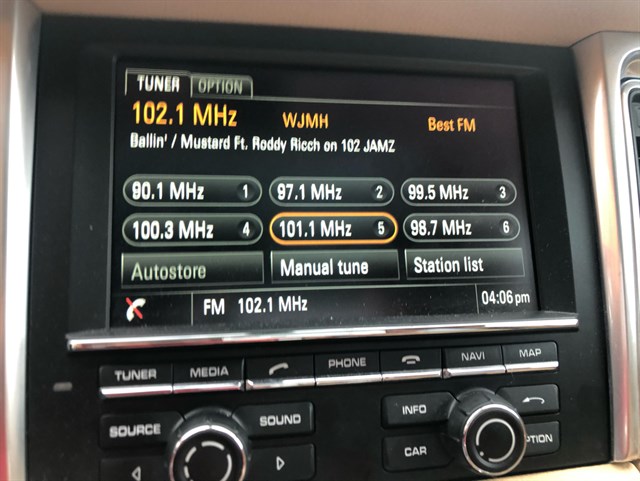 TUNER OPTION
102.1 MHz WJMH Best FM
Ballin' / Mustard Ft. Roddy Ricch on 102 JAMZ
90.1 MHz 1 97.1 MHz 2 99.5 MHz 3
100.3 MHz 4 101.1 MHz 5 98.7 MHz 6
Autostore Manual tune Station list
FM 102.1 MHz 04:06 pm
TUNER MEDIA PHONE NAVI MAP
SOURCE SOUND INFO
CAR OPTION